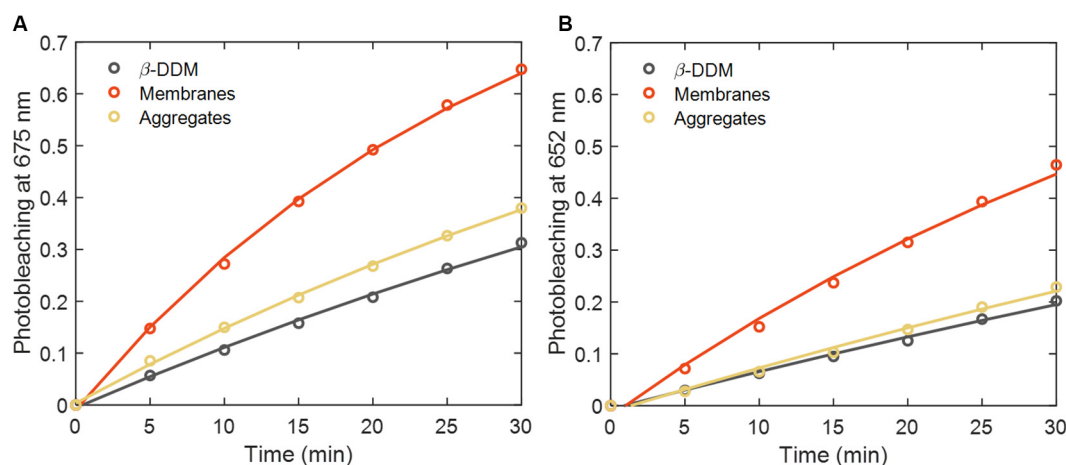 A
Photobleaching at 675 nm
0.7
0.6
0.5
0.4
0.3
0.2
0.1
0
β-DDM
Membranes
Aggregates
0 5 10 15 20 25 30
Time (min)
B
Photobleaching at 652 nm
0.7
0.6
0.5
0.4
0.3
0.2
0.1
0
β-DDM
Membranes
Aggregates
0 5 10 15 20 25 30
Time (min)